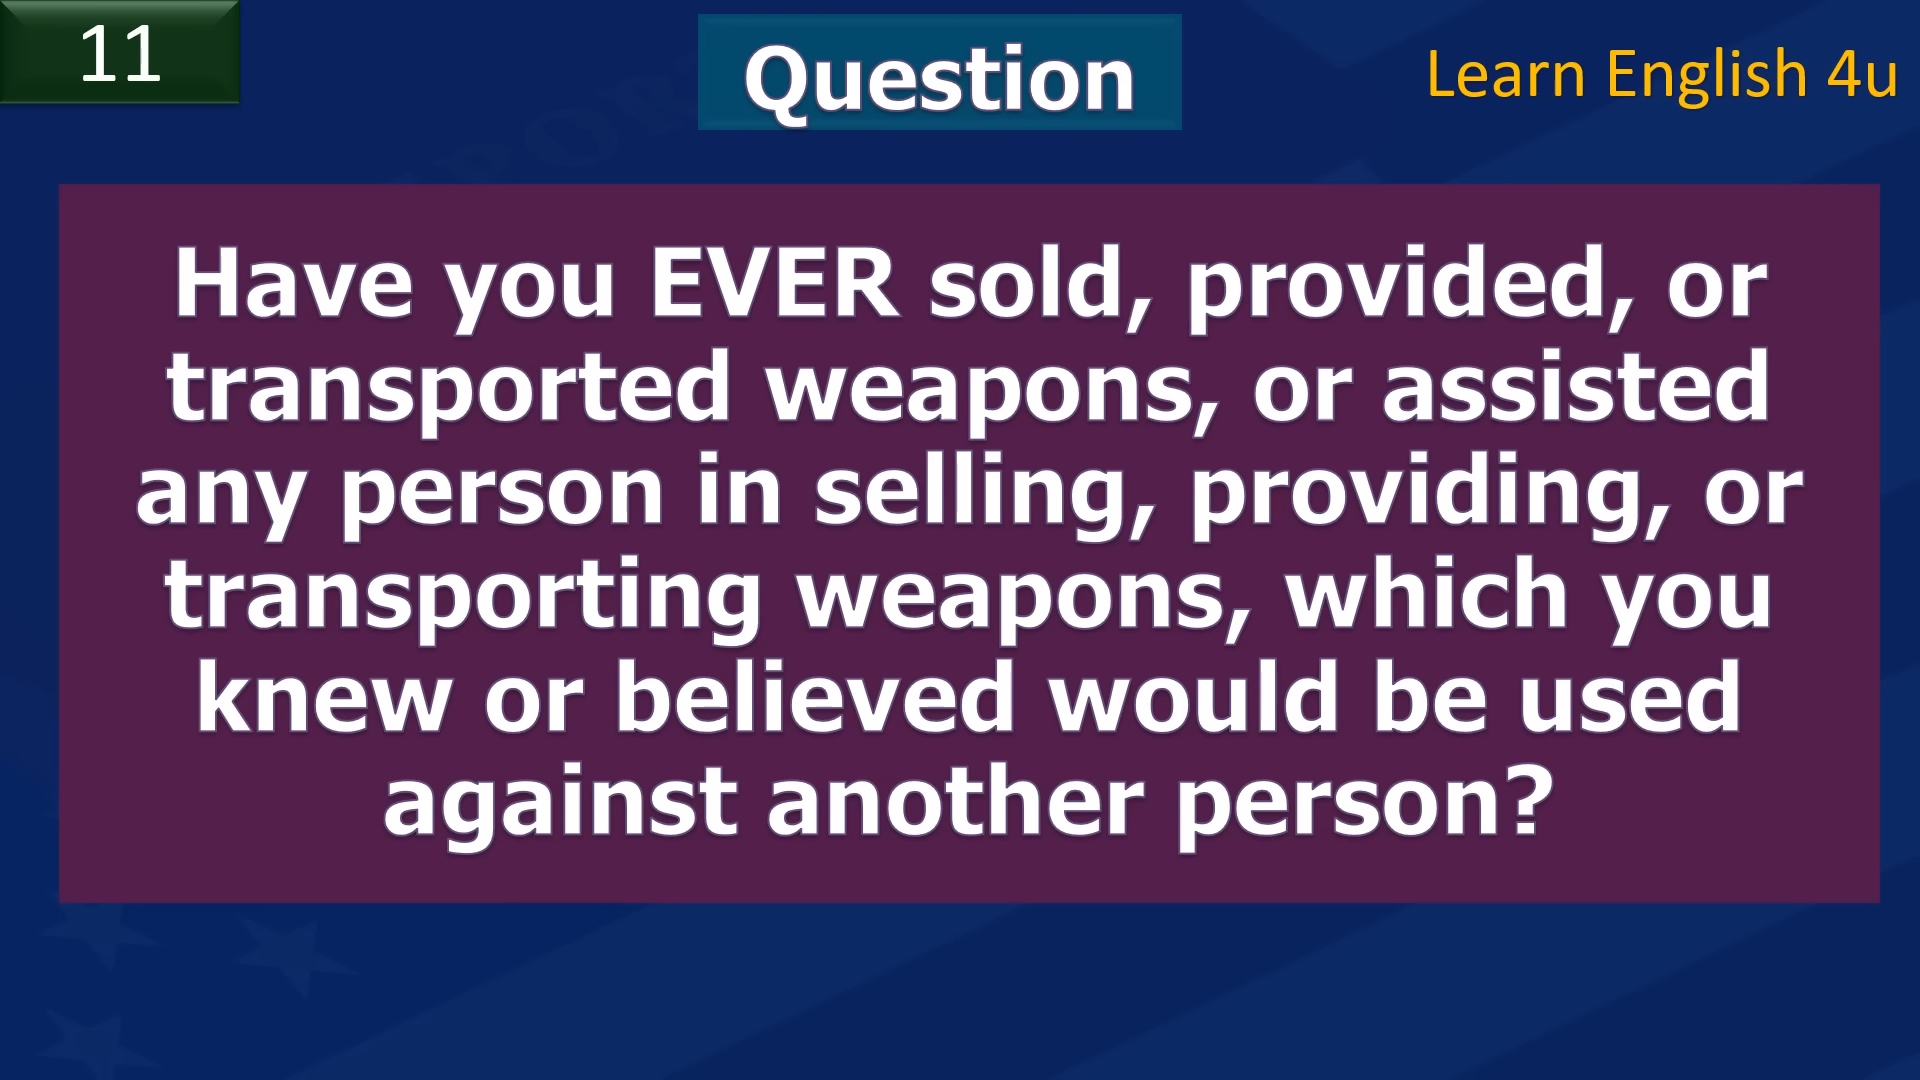 11
Question
Learn English 4u
Have you EVER sold, provided, or
transported weapons, or assisted
any person in selling, providing, or
transporting weapons, which you
knew or believed would be used
against another person?